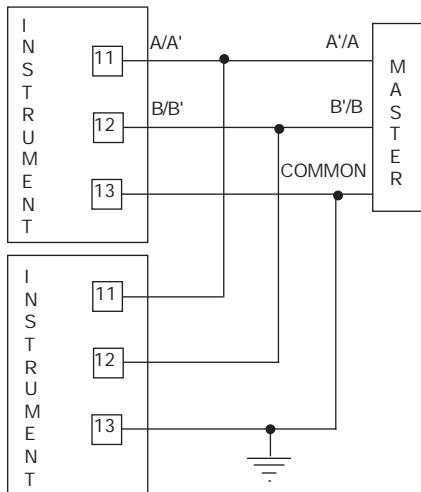 INSTRUMENT
11
A/A'
A'/A
12
B/B'
B'/B
13
COMMON
MASTER
INSTRUMENT
11
12
13